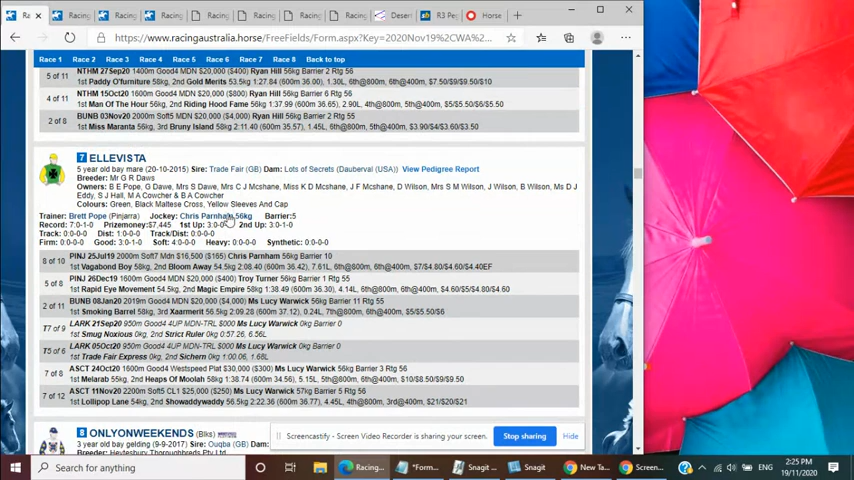 Racing
Racing
Racing
Racing
Racing
Racing
Racing
Racing
Desert
R3 Pe
Horse
https://www.racingaustralia.horse/FreeFields/Form.aspx?Key=2020Nov19%2CWA%2C...
Race 1 Race 2 Race 3 Race 4 Race 5 Race 6 Race 7 Race 8 Back to top
5 of 11 NTHM 27Sep20 1400m Good4 MDN $20,000 ($400) Ryan Hill 56kg Barrier 2 Rtg 56
1st Paddy O'furniture 58kg, 2nd Gold Merits 53.5kg 1:27.84 (600m 36.00), 1.30L, 6th@800m, 6th@400m, $7.50/$9/$9.50/$10
4 of 11 NTHM 15Oct20 1600m Good4 MDN $20,000 ($800) Ryan Hill 56kg Barrier 6 Rtg 56
1st Man Of The Hour 56kg, 2nd Riding Hood Fame 56kg 1:37.99 (600m 36.65), 2.90L, 4th@800m, 4th@400m, $5/$5.50/$6/$5.50
2 of 8 BUNB 03Nov20 2000m Soft5 MDN $20,000 ($4,000) Ryan Hill 56kg Barrier 2 Rtg 55
1st Miss Maranta 56kg, 3rd Bruny Island 58kg 2:11.40 (600m 35.57), 1.45L, 6th@800m, 5th@400m, $3.90/$4/$3.60/$3.50
7 ELLEVISTA
5 year old bay mare (20-10-2015) Sire: Trade Fair (GB) Dam: Lots of Secrets (Dauberval (USA)) View Pedigree Report
Breeder: Mr G R Daws
Owners: B E Pope, G Dawe, Mrs S Dawe, Mrs C J Mcshane, Miss K D Mcshane, J F Mcshane, D Wilson, Mrs S M Wilson, J Wilson, B Wilson, Ms D J
Eddy, S J Hall, M A Cowcher & B A Cowcher
Colours: Green, Black Maltese Cross, Yellow Sleeves And Cap
Trainer: Brett Pope (Pinjarra) Jockey: Chris Parnham 56kg Barrier:5
Record: 7:0-1-0 Prizemoney:$7,445 1st Up: 3:0-0 2nd Up: 3:0-1-0
Track: 0:0-0-0 Dist: 1:0-0-0 Track/Dist: 0:0-0-0
Firm: 0:0-0-0 Good: 3:0-1-0 Soft: 4:0-0-0 Heavy: 0:0-0-0 Synthetic: 0:0-0-0
8 of 10 PINJ 25Jul19 2000m Soft7 Mdn $16,500 ($165) Chris Parnham 56kg Barrier 10
1st Vagabond Boy 58kg, 2nd Bloom Away 54.5kg 2:08.40 (600m 36.42), 7.61L, 6th@800m, 6th@400m, $7/$4.80/$4.60/$4.40EF
5 of 8 PINJ 26Dec19 1600m Good4 MDN $20,000 ($400) Troy Turner 56kg Barrier 1 Rtg 55
1st Rapid Eye Movement 54.5kg, 2nd Magic Empire 58kg 1:38.49 (600m 36.30), 4.14L, 6th@800m, 6th@400m, $5/$5/$4.80/$4.60
2 of 11 BUNB 08Jan20 2019m Good4 MDN $20,000 ($4,000) Ms Lucy Warwick 56kg Barrier 11 Rtg 55
1st Smoking Barrel 58kg, 3rd Xaarmerit 56.5kg 2:09.28 (600m 37.12), 0.24L, 7th@800m, 6th@400m, $5/$5/$5.50/$6
T7 of 9 LARK 21Sep20 950m Good4 4UP MDN-TRL $000 Ms Lucy Warwick 0kg Barrier 0
1st Smug Noxious 0kg, 2nd Strict Ruler 0kg 0:57.26, 6.56L
T5 of 6 LARK 05Oct20 950m Good4 4UP MDN-TRL $000 Ms Lucy Warwick 0kg Barrier 0
1st Trade Fair Express 0kg, 2nd Sichern 0kg 1:00.06, 1.68L
7 of 8 ASCT 24Oct20 1600m Good4 Westspeed Plat $30,000 ($300) Ms Lucy Warwick 56kg Barrier 3 Rtg 56
1st Melarab 56kg, 2nd Heaps Of Moolah 58kg 1:38.74 (600m 34.56), 5.15L, 5th@800m, 6th@400m, $10/$8.50/$9.50
7 of 12 ASCT 11Nov20 2200m Soft5 CL1 $25,000 ($250) Ms Lucy Warwick 57kg Barrier 5 Rtg 56
1st Lollipop Lane 54kg, 2nd Showaddywaddy 56.5kg 2:22.36 (600m 36.77), 4.45L, 4th@800m, 3rd@400m, $21/$20/$21
8 ONLYONWEEKENDS (Blks)
3 year old bay gelding (9-9-2017) Sire: Ouqba (GB) Dam:
Breeder: Heytesbury Thoroughbreds Pty Ltd
Screencastify - Screen Video Recorder is sharing your screen. Stop sharing Hide
Search for anything
Racing...
*Form...
Snagit ...
Snagit
New Ta...
Screen...
ENG
2:25 PM
19/11/2020